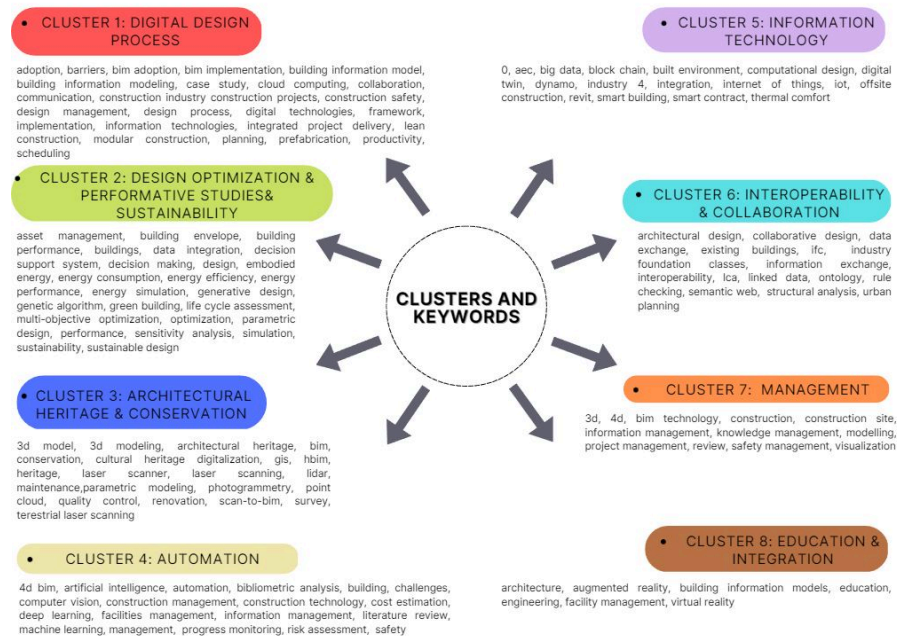 CLUSTER 1: DIGITAL DESIGN
PROCESS
adoption, barriers, bim adoption, bim implementation, building information model,
building information modeling, case study, cloud computing, collaboration,
communication, construction industry construction projects, construction safety,
design management, design process, digital technologies, framework,
implementation, information technologies, integrated project delivery, lean
construction, modular construction, planning, prefabrication, productivity,
scheduling
CLUSTER 2: DESIGN OPTIMIZATION &
PERFORMATIVE STUDIES&
SUSTAINABILITY
asset management, building envelope, building
performance, buildings, data integration, decision
support system, decision making, design, embodied
energy, energy consumption, energy efficiency, energy
performance, energy simulation, generative design,
genetic algorithm, green building, life cycle assessment,
multi-objective optimization, optimization, parametric
design, performance, sensitivity analysis, simulation,
sustainability, sustainable design
CLUSTER 3: ARCHITECTURAL
HERITAGE & CONSERVATION
3d model, 3d modeling, architectural heritage, bim,
conservation, cultural heritage digitalization, gis, hbim,
heritage, laser scanner, laser scanning, lidar,
maintenance,parametric modeling, photogrammetry, point
cloud, quality control, renovation, scan-to-bim, survey,
terestrial laser scanning
CLUSTER 4: AUTOMATION
4d bim, artificial intelligence, automation, bibliometric analysis, building, challenges,
computer vision, construction management, construction technology, cost estimation,
deep learning, facilities management, information management, literature review,
machine learning, management, progress monitoring, risk assessment, safety
CLUSTERS AND
KEYWORDS
CLUSTER 5: INFORMATION
TECHNOLOGY
0, aec, big data, block chain, built environment, computational design, digital
twin, dynamo, industry 4, integration, internet of things, iot, offsite
construction, revit, smart building, smart contract, thermal comfort
CLUSTER 6: INTEROPERABILITY
& COLLABORATION
architectural design, collaborative design, data
exchange, existing buildings, ifc, industry
foundation classes, information exchange,
interoperability, lca, linked data, ontology, rule
checking, semantic web, structural analysis, urban
planning
CLUSTER 7: MANAGEMENT
3d, 4d, bim technology, construction, construction site,
information management, knowledge management, modelling,
project management, review, safety management, visualization
CLUSTER 8: EDUCATION &
INTEGRATION
architecture, augmented reality, building information models, education,
engineering, facility management, virtual reality